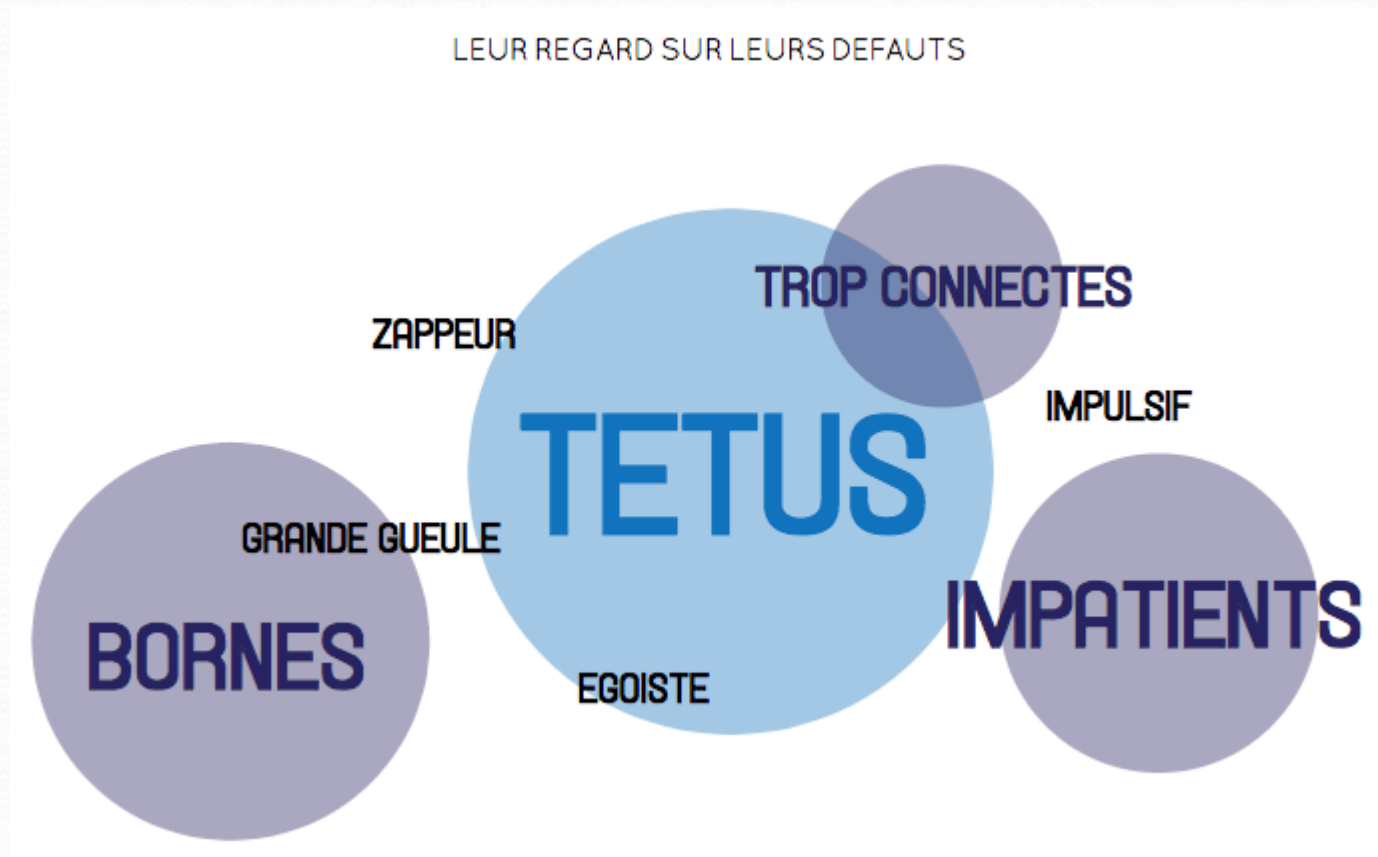 LEUR REGARD SUR LEURS DEFAUTS
TROP CONNECTES
ZAPPEUR
IMPULSIF
TETUS
GRANDE GUEULE
IMPATIENTS
BORNES
EGOISTE